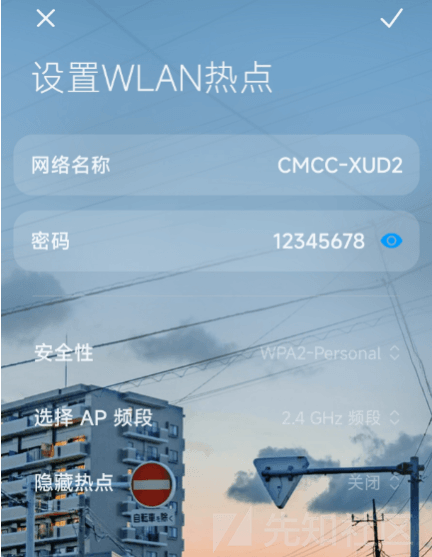 设置WLAN热点
网络名称 CMCC-XUD2
密码 12345678
安全性 WPA2-Personal
选择 AP 频段 2.4 GHz 频段
隐藏热点 关闭
自転車を除く
先知社区